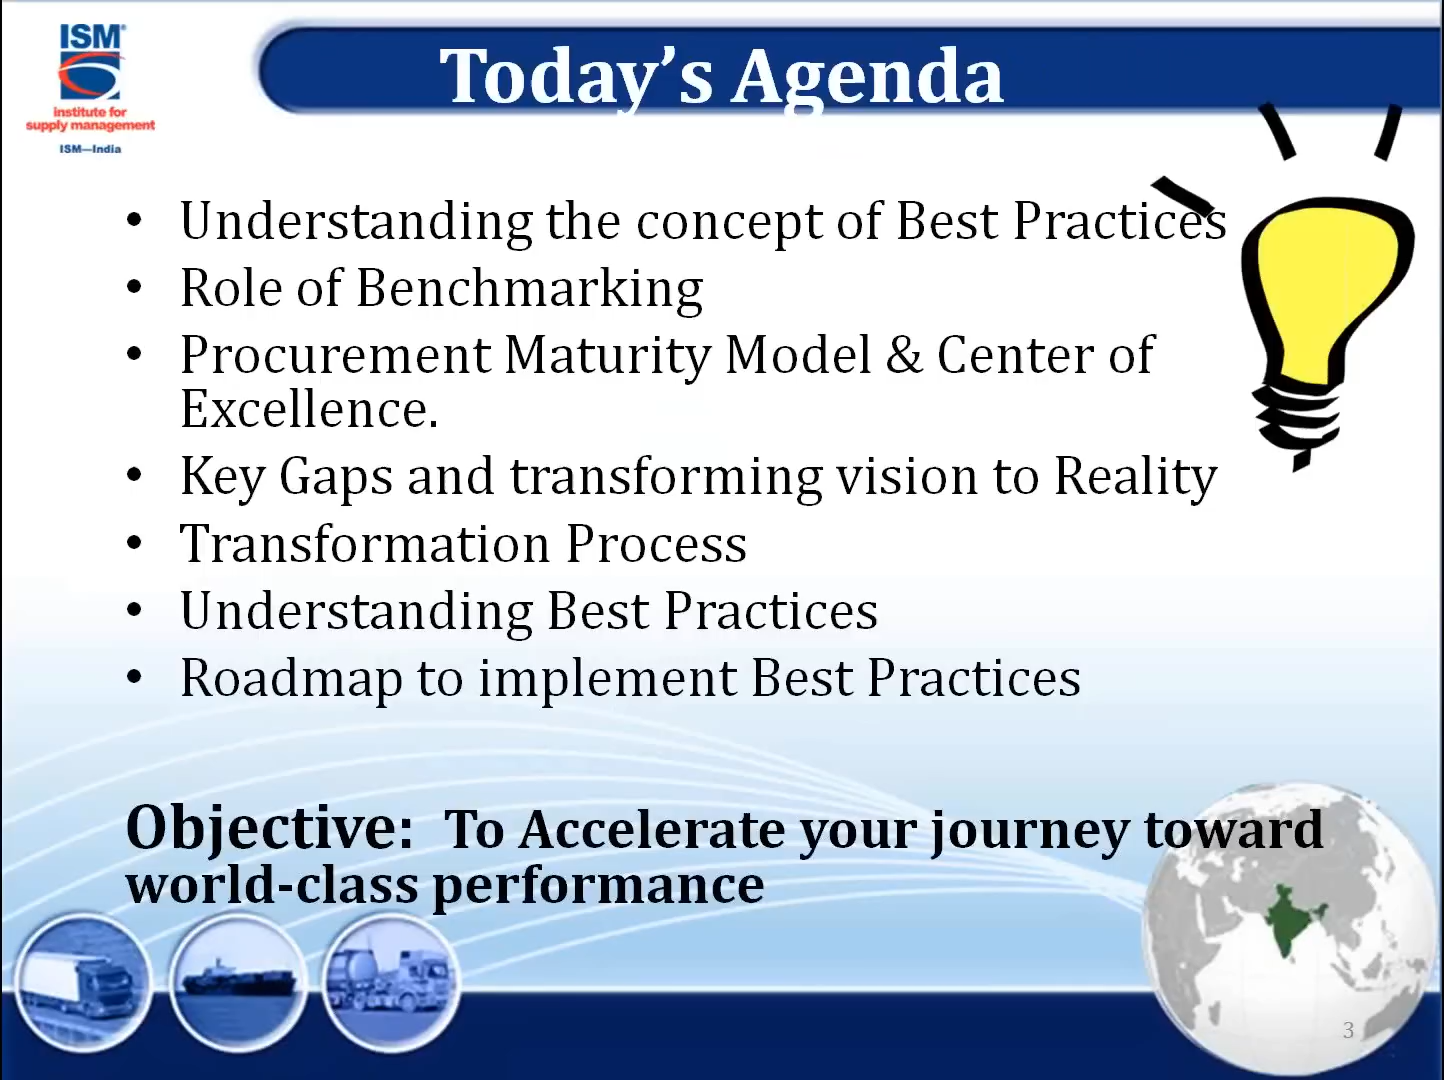 ISM®
institute for
supply management
ISM—India
Today’s Agenda
• Understanding the concept of Best Practices
• Role of Benchmarking
• Procurement Maturity Model & Center of
Excellence.
• Key Gaps and transforming vision to Reality
• Transformation Process
• Understanding Best Practices
• Roadmap to implement Best Practices
Objective: To Accelerate your journey toward
world-class performance
3